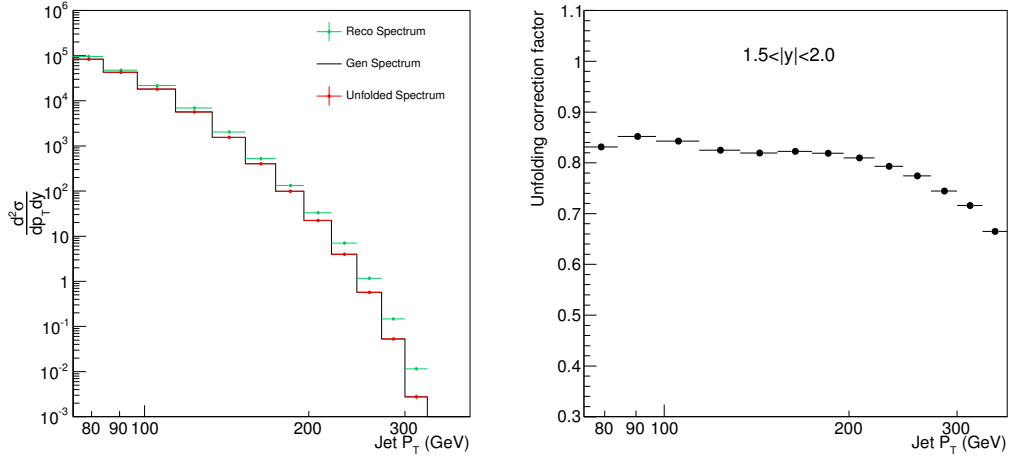 10^6
10^5
10^4
10^3
10^2
10
1
10^-1
10^-2
10^-3
d^2σ
dp_T dy
Reco Spectrum
Gen Spectrum
Unfolded Spectrum
80 90 100 200 300
Jet P_T (GeV)
1.1
1
0.9
0.8
0.7
0.6
0.5
0.4
0.3
Unfolding correction factor
1.5<|y|<2.0
80 90 100 200 300
Jet P_T (GeV)